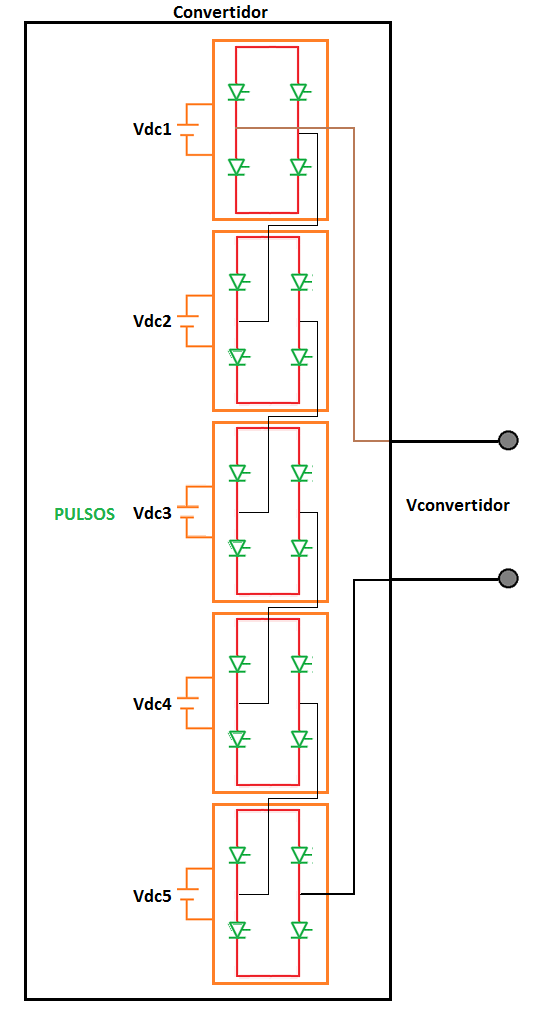 Convertidor
Vdc1
Vdc2
PULSOS
Vdc3
Vconvertidor
Vdc4
Vdc5